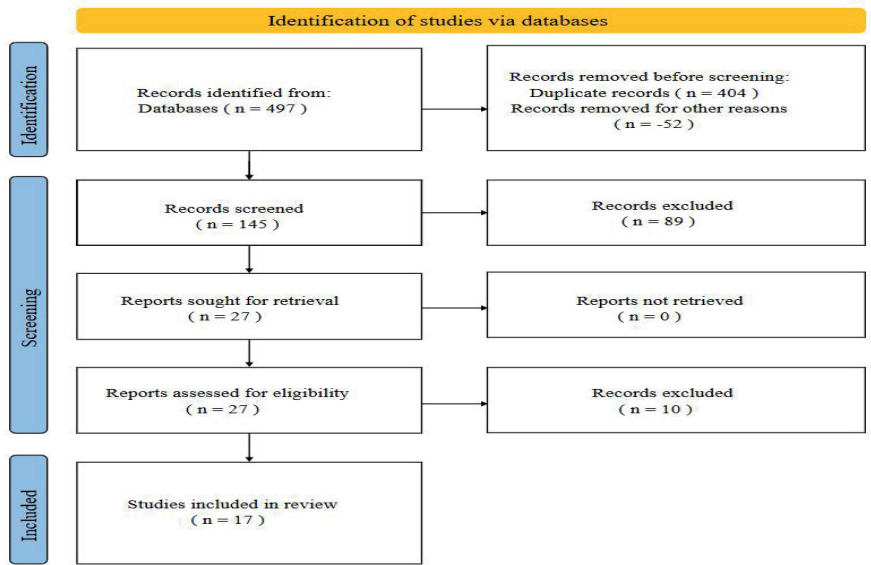 Identification of studies via databases
Identification
Records identified from:
Databases ( n = 497 )
Records removed before screening:
Duplicate records ( n = 404 )
Records removed for other reasons
( n = -52 )
Screening
Records screened
( n = 145 )
Records excluded
( n = 89 )
Reports sought for retrieval
( n = 27 )
Reports not retrieved
( n = 0 )
Reports assessed for eligibility
( n = 27 )
Records excluded
( n = 10 )
Included
Studies included in review
( n = 17 )